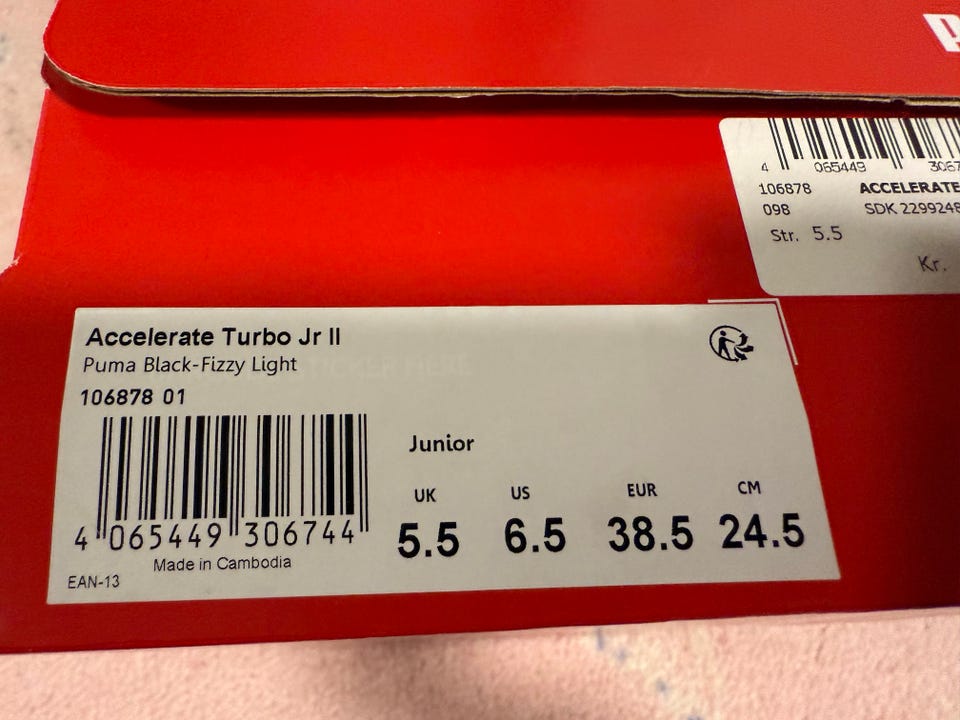 4 065449 3067
106878 ACCELERATE
098 SDK 2299248
Str. 5.5
Kr.
Accelerate Turbo Jr II
Puma Black-Fizzy Light
106878 01
4 065449 306744
Made in Cambodia
EAN-13
Junior
UK US EUR CM
5.5 6.5 38.5 24.5